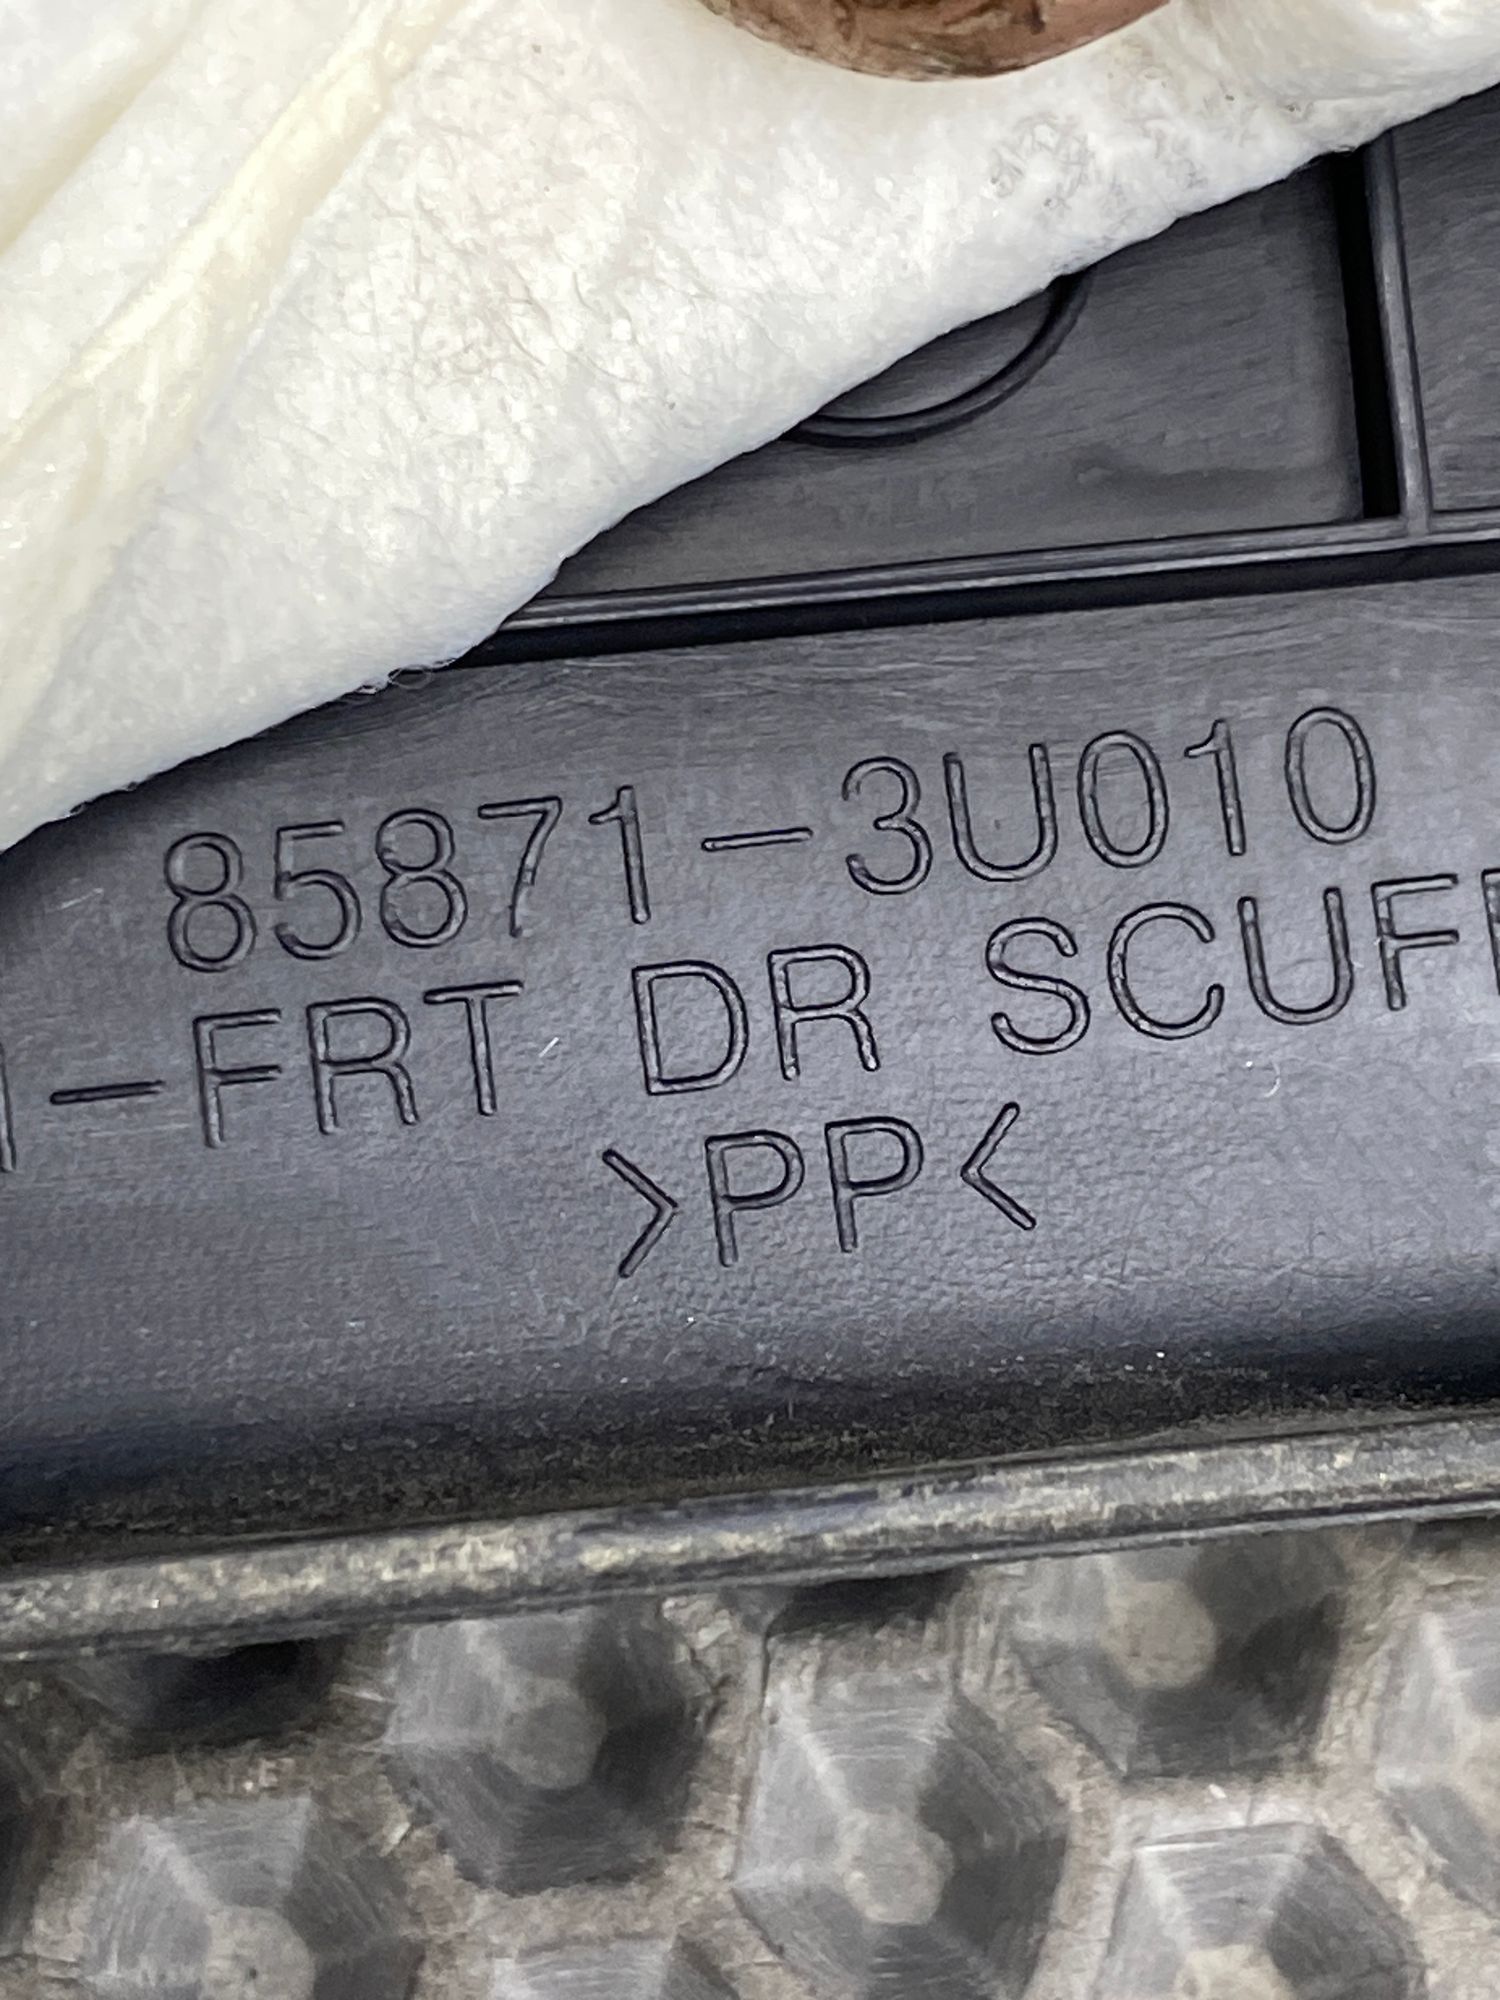 85871-3U010
-FRT DR SCUF
>PP<